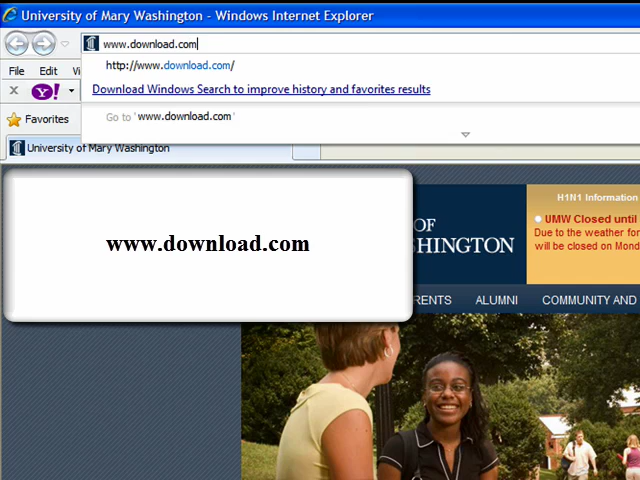 University of Mary Washington - Windows Internet Explorer
www.download.com
File Edit
http://www.download.com/
Download Windows Search to improve history and favorites results
Favorites
Go to 'www.download.com'
University of Mary Washington
www.download.com
OF
HINGTON
H1N1 Information
UMW Closed until
Due to the weather for
will be closed on Mond
RENTS ALUMNI COMMUNITY AND